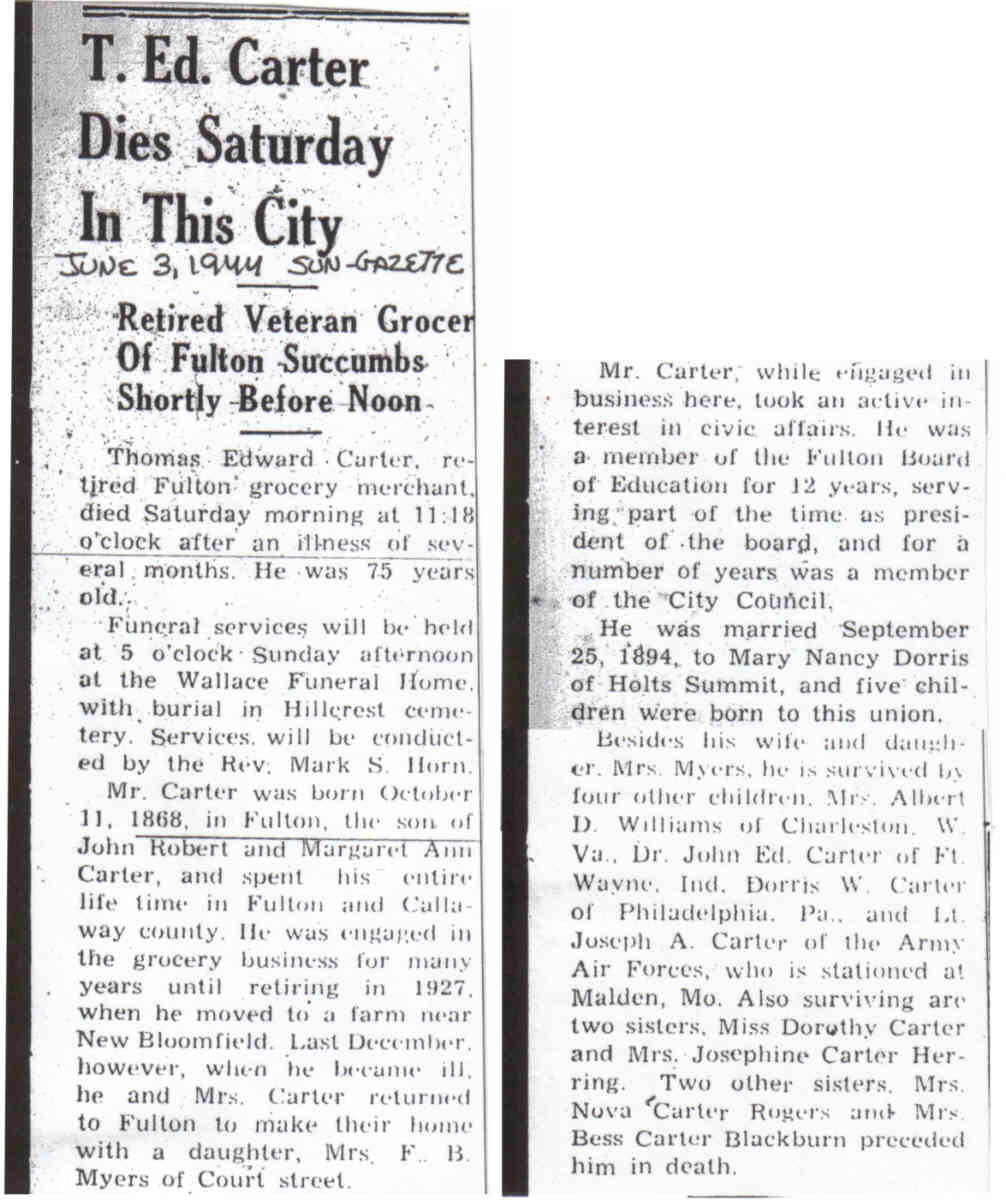 T. Ed. Carter
Dies Saturday
In This City
JUNE 3, 1944 SUN-GAZETTE
Retired Veteran Grocer
Of Fulton Succumbs
Shortly Before Noon
Thomas Edward Carter, re-
tired Fulton grocery merchant,
died Saturday morning at 11:18
o'clock after an illness of sev-
eral months. He was 75 years
old.
Funeral services will be held
at 5 o'clock Sunday afternoon
at the Wallace Funeral Home,
with burial in Hillcrest ceme-
tery. Services will be conduct-
ed by the Rev. Mark S. Horn.
Mr. Carter was born October
11, 1868, in Fulton, the son of
John Robert and Margaret Ann
Carter, and spent his entire
life time in Fulton and Calla-
way county. He was engaged in
the grocery business for many
years until retiring in 1927,
when he moved to a farm near
New Bloomfield. Last December,
however, when he became ill,
he and Mrs. Carter returned
to Fulton to make their home
with a daughter, Mrs. F. B.
Myers of Court street.
Mr. Carter, while engaged in
business here, took an active in-
terest in civic affairs. He was
a member of the Fulton Board
of Education for 12 years, serv-
ing part of the time as presi-
dent of the board, and for a
number of years was a member
of the City Council.
He was married September
25, 1894, to Mary Nancy Dorris
of Holts Summit, and five chil-
dren were born to this union.
Besides his wife and daugh-
er, Mrs. Myers, he is survived by
four other children, Mrs. Albert
D. Williams of Charleston, W.
Va., Dr. John Ed. Carter of Ft.
Wayne, Ind. Dorris W. Carter
of Philadelphia, Pa., and Lt.
Joseph A. Carter of the Army
Air Forces, who is stationed at
Malden, Mo. Also surviving are
two sisters, Miss Dorothy Carter
and Mrs. Josephine Carter Her-
ring. Two other sisters, Mrs.
Nova Carter Rogers and Mrs.
Bess Carter Blackburn preceded
him in death.